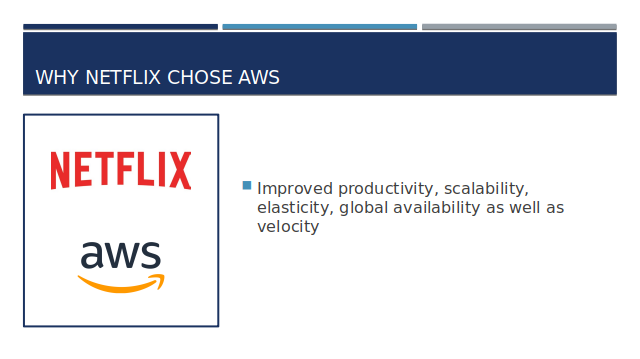 WHY NETFLIX CHOSE AWS
NETFLIX
aws
Improved productivity, scalability,
elasticity, global availability as well as
velocity